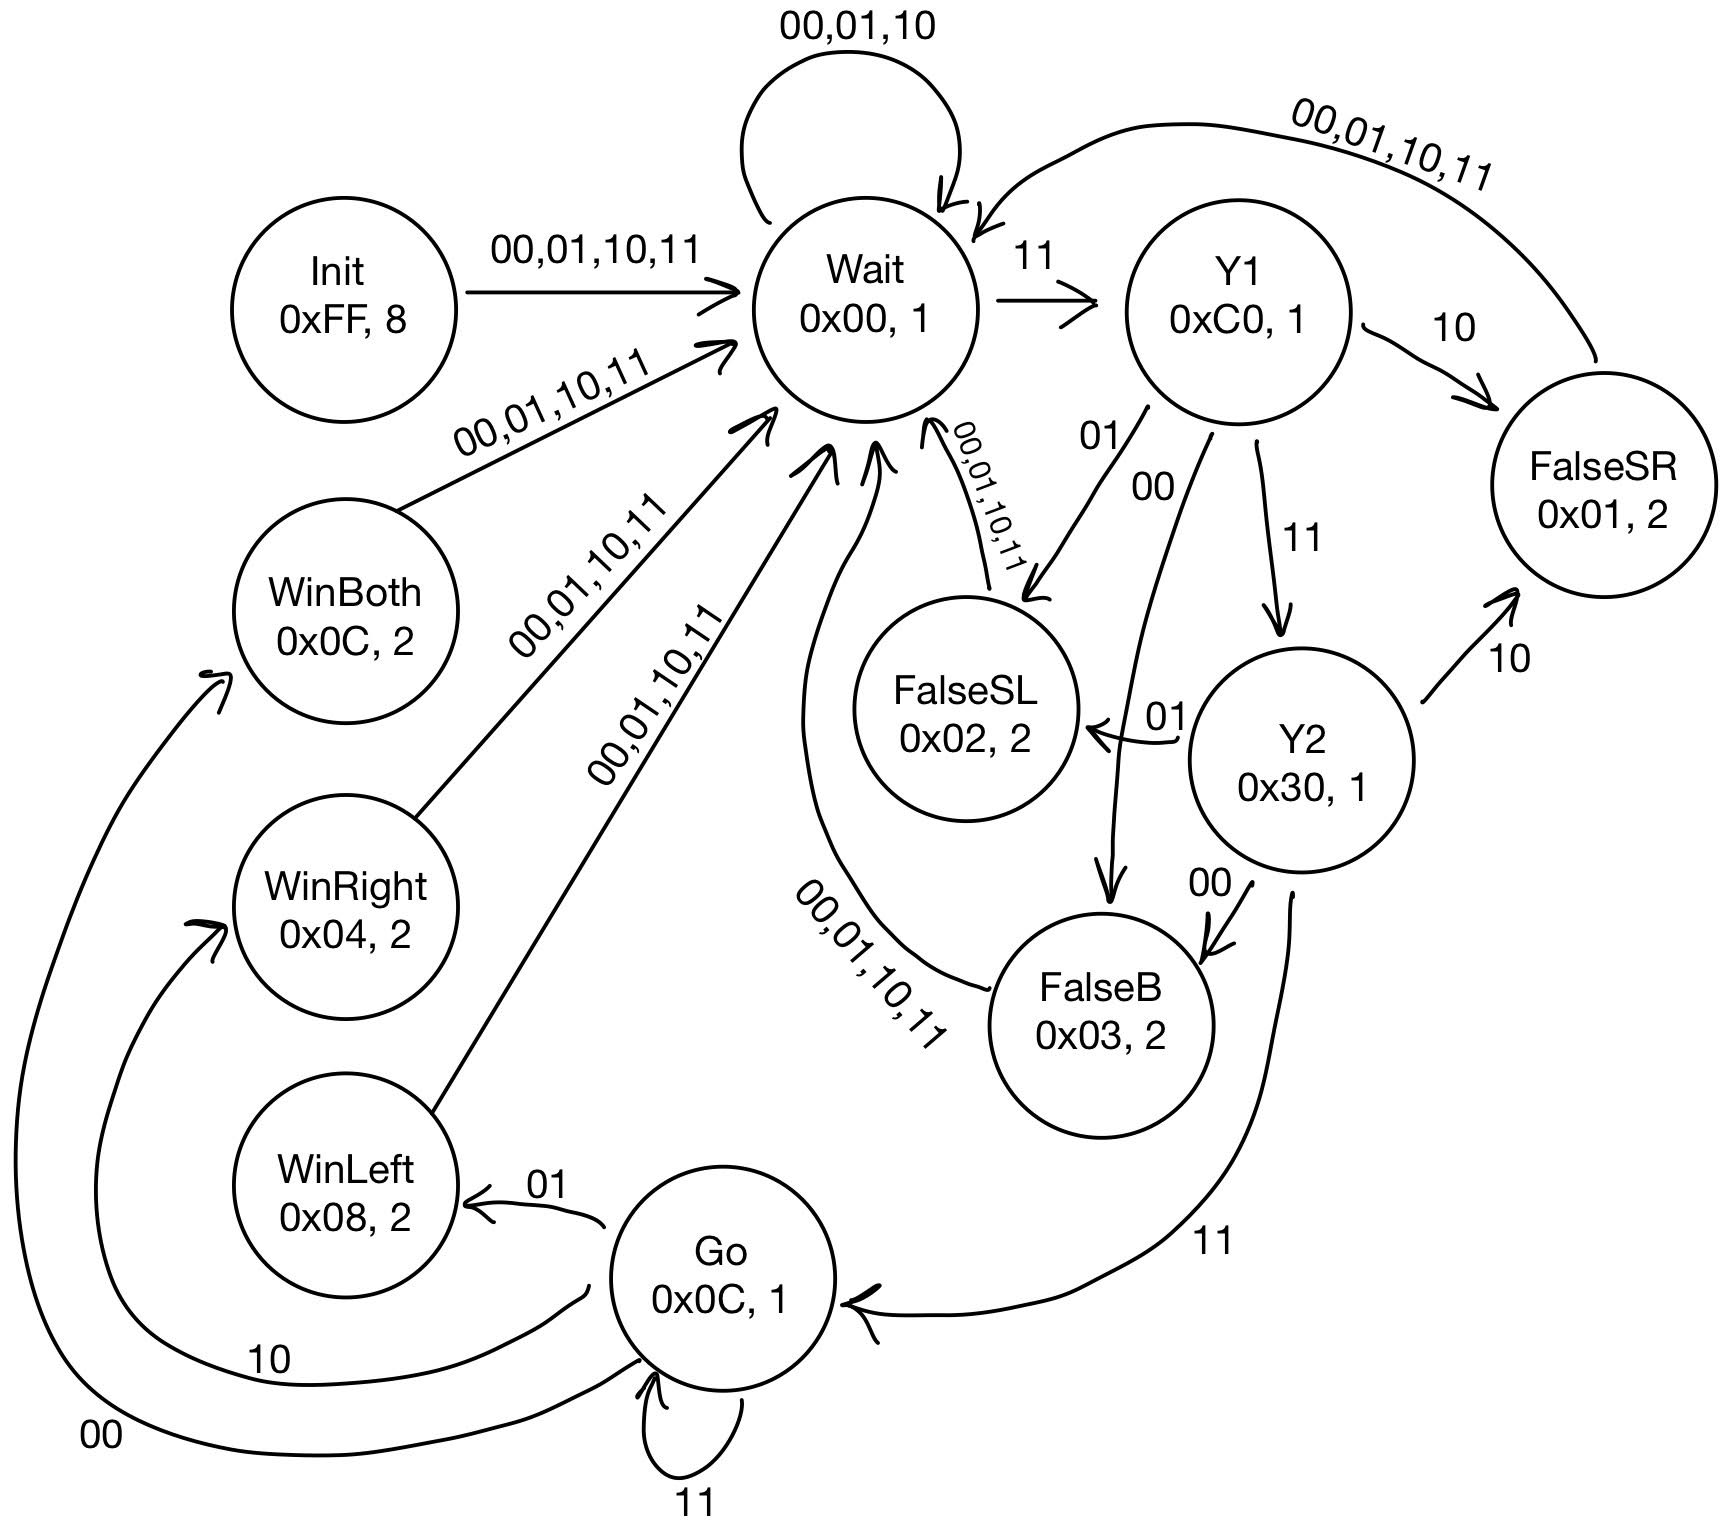 00,01,10
00,01,10,11
Init
0xFF, 8
00,01,10,11
Wait
0x00, 1
11
Y1
0xC0, 1
10
00,01,10,11
WinBoth
0x0C, 2
00,01,10,11
00,01,10,11
00,01,10,11
01
00
11
FalseSR
0x01, 2
10
FalseSL
0x02, 2
01
Y2
0x30, 1
WinRight
0x04, 2
00
00,01,10,11
FalseB
0x03, 2
WinLeft
0x08, 2
01
Go
0x0C, 1
11
10
00
11